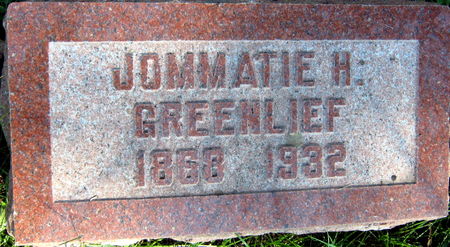 JOMMATIE H.
GREENLIEF
1868 1932